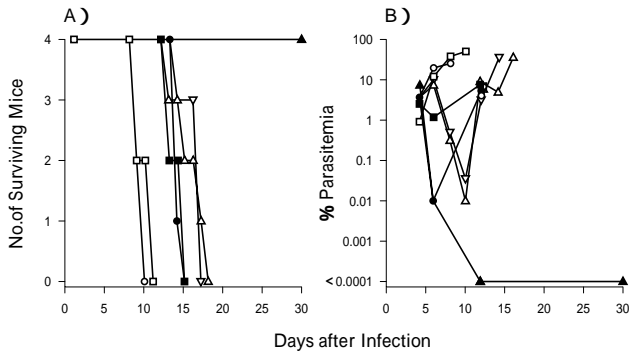 A)
No.of Surviving Mice
4
3
2
1
0
0 5 10 15 20 25 30
B)
% Parasitemia
100
10
1
0.1
0.01
0.001
<0.0001
0 5 10 15 20 25 30
Days after Infection